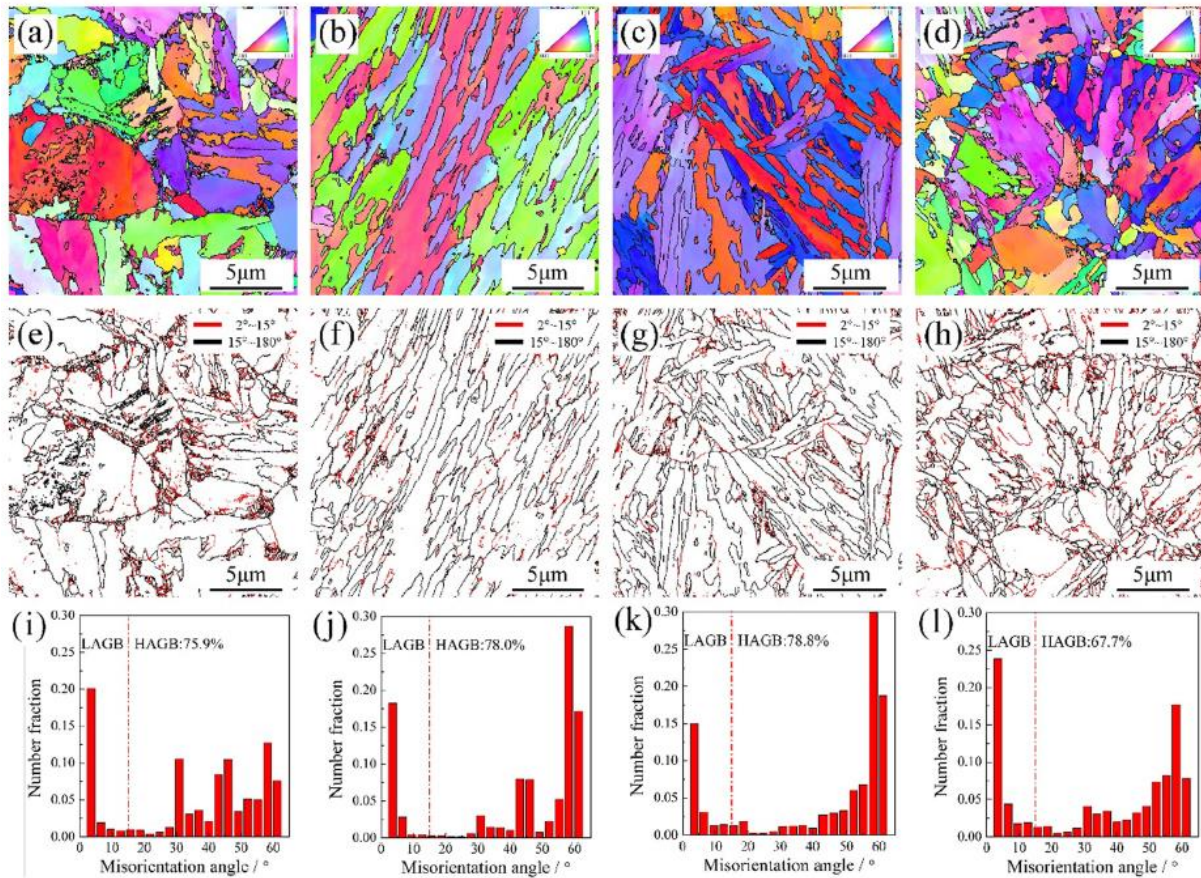 (a)
5μm
(b)
5μm
(c)
5μm
(d)
5μm
(e)
2°~15°
15°~180°
5μm
(f)
2°~15°
15°~180°
5μm
(g)
2°~15°
15°~180°
5μm
(h)
2°~15°
15°~180°
5μm
(i)
LAGB
HAGB:75.9%
Number fraction
0.30
0.25
0.20
0.15
0.10
0.05
0.00
0 10 20 30 40 50 60
Misorientation angle / °
(j)
LAGB
HAGB:78.0%
Number fraction
0.30
0.25
0.20
0.15
0.10
0.05
0.00
0 10 20 30 40 50 60
Misorientation angle / °
(k)
LAGB
HAGB:78.8%
Number fraction
0.30
0.25
0.20
0.15
0.10
0.05
0.00
0 10 20 30 40 50 60
Misorientation angle / °
(l)
LAGB
HAGB:67.7%
Number fraction
0.30
0.25
0.20
0.15
0.10
0.05
0.00
0 10 20 30 40 50 60
Misorientation angle / °